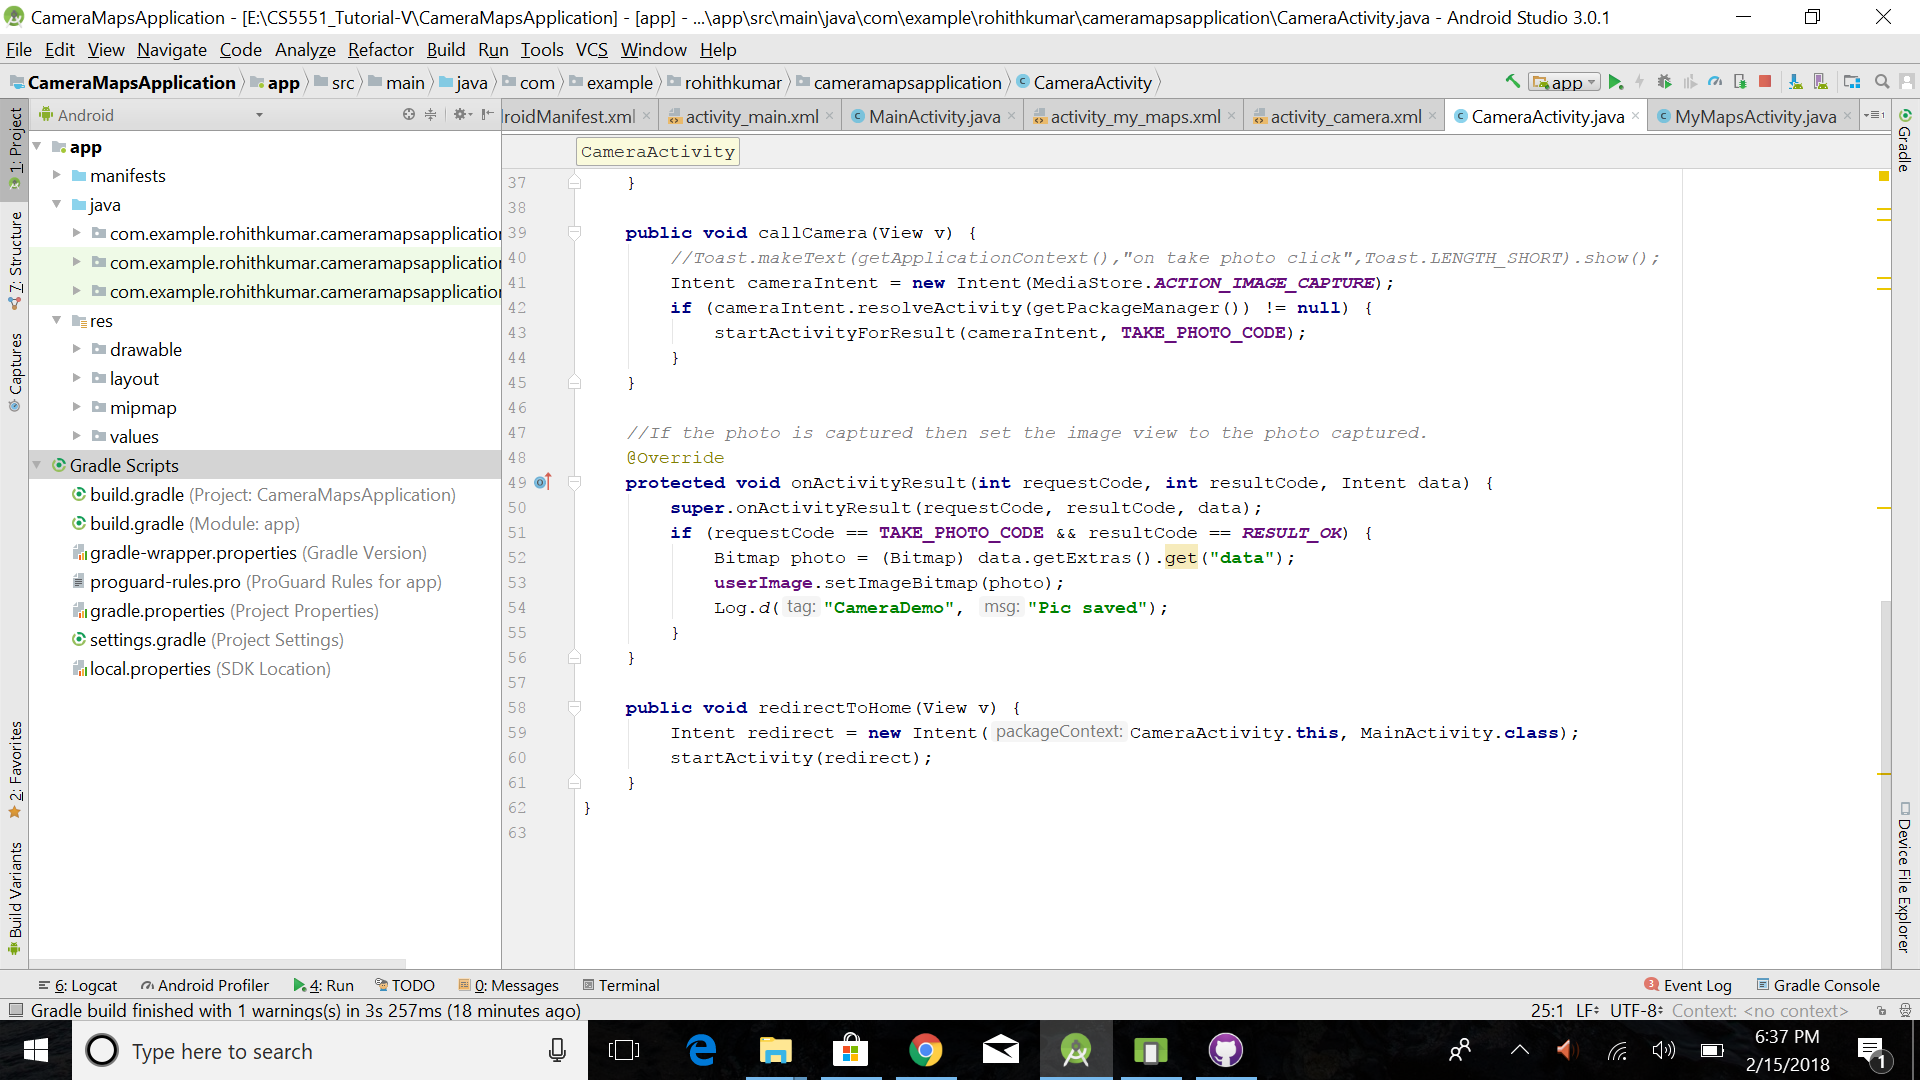 CameraMapsApplication - [E:\CS5551_Tutorial-V\CameraMapsApplication] - [app] - ...\app\src\main\java\com\example\rohithkumar\cameramapsapplication\CameraActivity.java - Android Studio 3.0.1
File Edit View Navigate Code Analyze Refactor Build Run Tools VCS Window Help
CameraMapsApplication app src main java com example rohithkumar cameramapsapplication CameraActivity app
Android
roidManifest.xml activity_main.xml MainActivity.java activity_my_maps.xml activity_camera.xml CameraActivity.java MyMapsActivity.java
1: Project
7: Structure
Captures
2: Favorites
Build Variants
app
manifests
java
com.example.rohithkumar.cameramapsapplication
com.example.rohithkumar.cameramapsapplication
com.example.rohithkumar.cameramapsapplication
res
drawable
layout
mipmap
values
Gradle Scripts
build.gradle (Project: CameraMapsApplication)
build.gradle (Module: app)
gradle-wrapper.properties (Gradle Version)
proguard-rules.pro (ProGuard Rules for app)
gradle.properties (Project Properties)
settings.gradle (Project Settings)
local.properties (SDK Location)
CameraActivity
37 }
38
39 public void callCamera(View v) {
40 //Toast.makeText(getApplicationContext(),"on take photo click",Toast.LENGTH_SHORT).show();
41 Intent cameraIntent = new Intent(MediaStore.ACTION_IMAGE_CAPTURE);
42 if (cameraIntent.resolveActivity(getPackageManager()) != null) {
43 startActivityForResult(cameraIntent, TAKE_PHOTO_CODE);
44 }
45 }
46
47 //If the photo is captured then set the image view to the photo captured.
48 @Override
49 protected void onActivityResult(int requestCode, int resultCode, Intent data) {
50 super.onActivityResult(requestCode, resultCode, data);
51 if (requestCode == TAKE_PHOTO_CODE && resultCode == RESULT_OK) {
52 Bitmap photo = (Bitmap) data.getExtras().get("data");
53 userImage.setImageBitmap(photo);
54 Log.d( tag: "CameraDemo", msg: "Pic saved");
55 }
56 }
57
58 public void redirectToHome(View v) {
59 Intent redirect = new Intent( packageContext: CameraActivity.this, MainActivity.class);
60 startActivity(redirect);
61 }
62 }
63
Gradle
Device File Explorer
6: Logcat Android Profiler 4: Run TODO 0: Messages Terminal 3 Event Log Gradle Console
Gradle build finished with 1 warnings(s) in 3s 257ms (18 minutes ago) 25:1 LF UTF-8 Context: <no context>
Type here to search
6:37 PM
2/15/2018
1